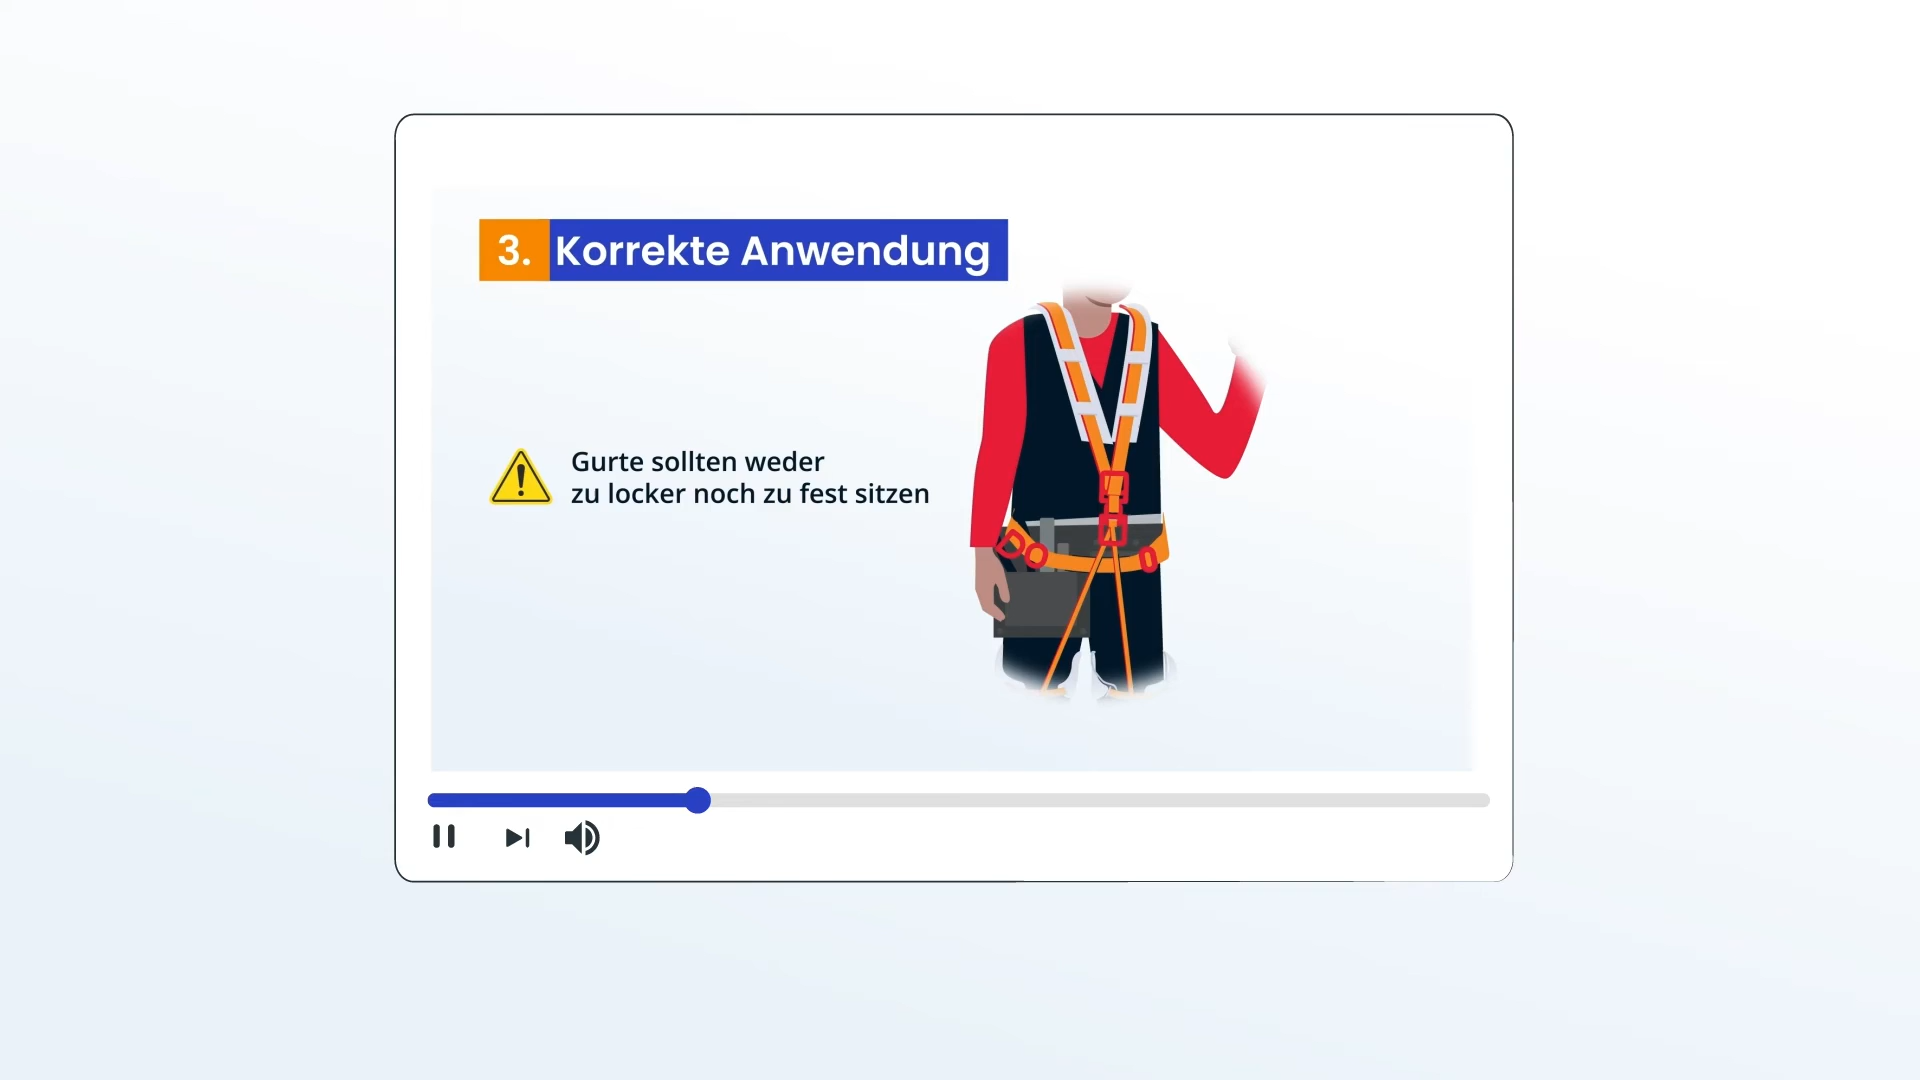 3. Korrekte Anwendung
Gurte sollten weder
zu locker noch zu fest sitzen